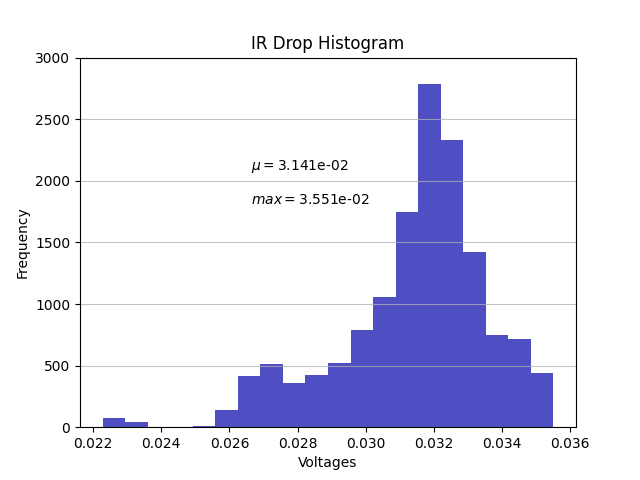 IR Drop Histogram
3000
2500
2000
1500
1000
500
0
Frequency
μ = 3.141e-02
max = 3.551e-02
0.022 0.024 0.026 0.028 0.030 0.032 0.034 0.036
Voltages